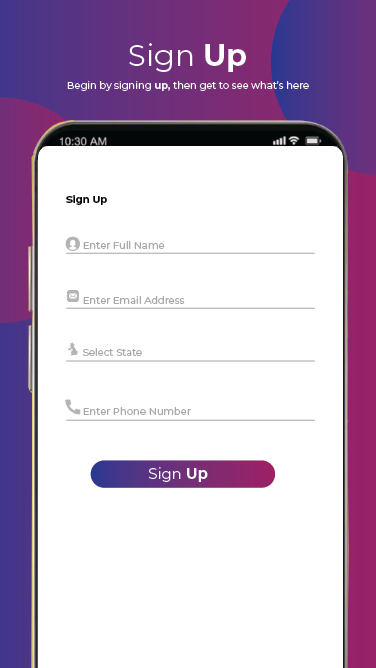 Sign Up
Begin by signing up, then get to see what's here
10:30 AM
Sign Up
Enter Full Name
Enter Email Address
Select State
Enter Phone Number
Sign Up